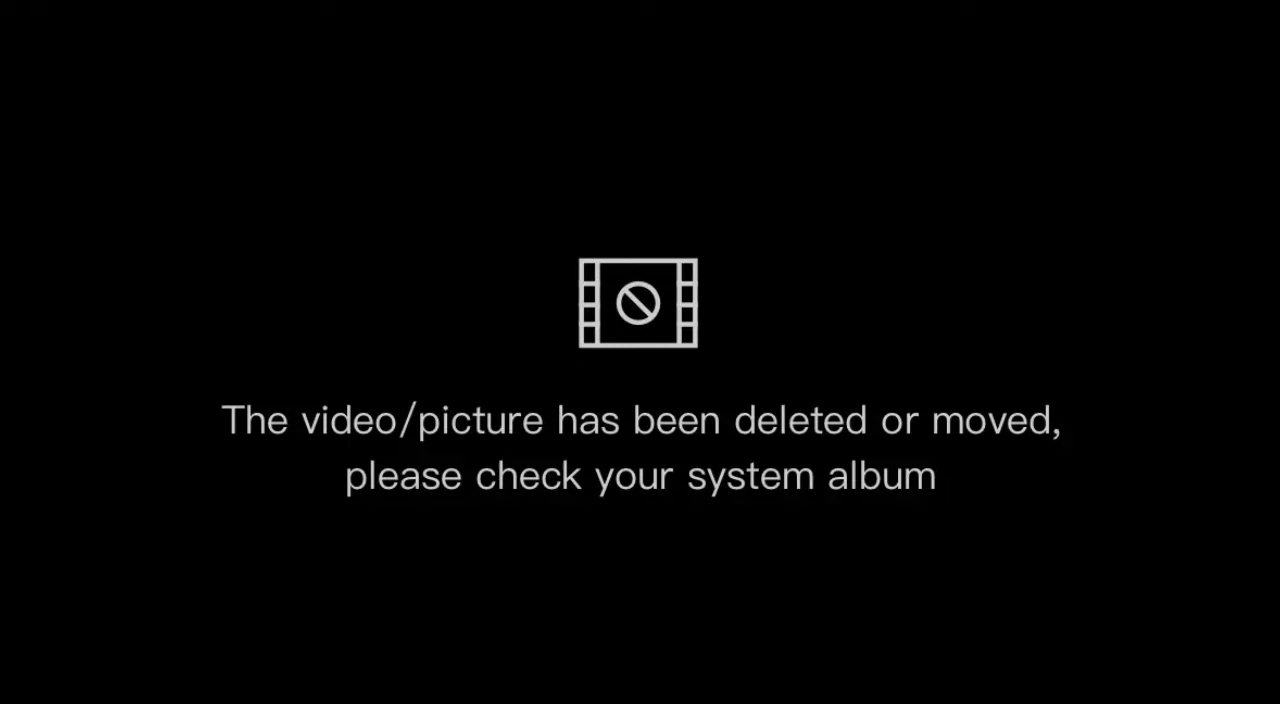 The video/picture has been deleted or moved,
please check your system album